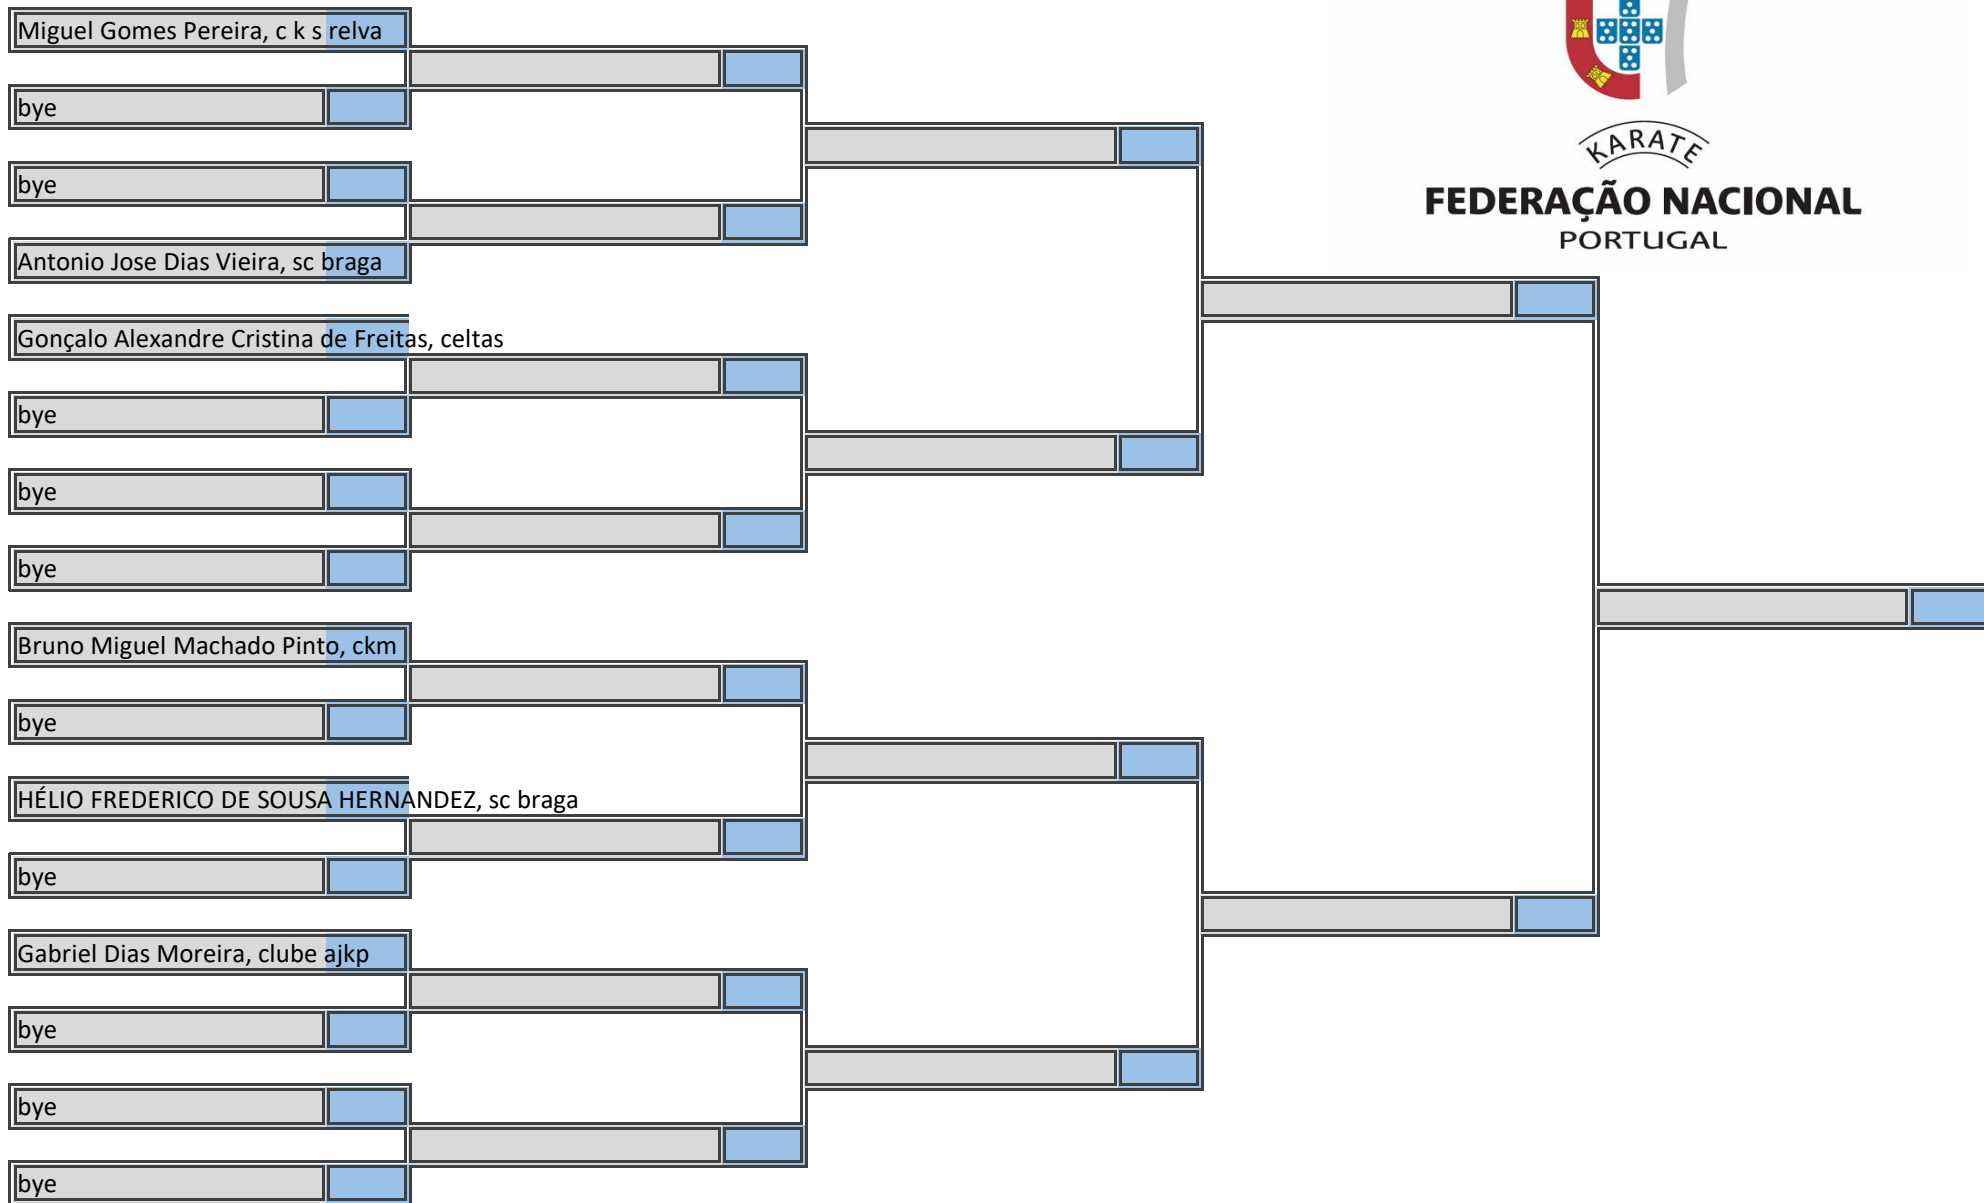 Miguel Gomes Pereira, c k s relva
bye
bye
Antonio Jose Dias Vieira, sc braga
Gonçalo Alexandre Cristina de Freitas, celtas
bye
bye
bye
Bruno Miguel Machado Pinto, ckm
bye
HÉLIO FREDERICO DE SOUSA HERNANDEZ, sc braga
bye
Gabriel Dias Moreira, clube ajkp
bye
bye
bye
KARATE
FEDERAÇÃO NACIONAL
PORTUGAL